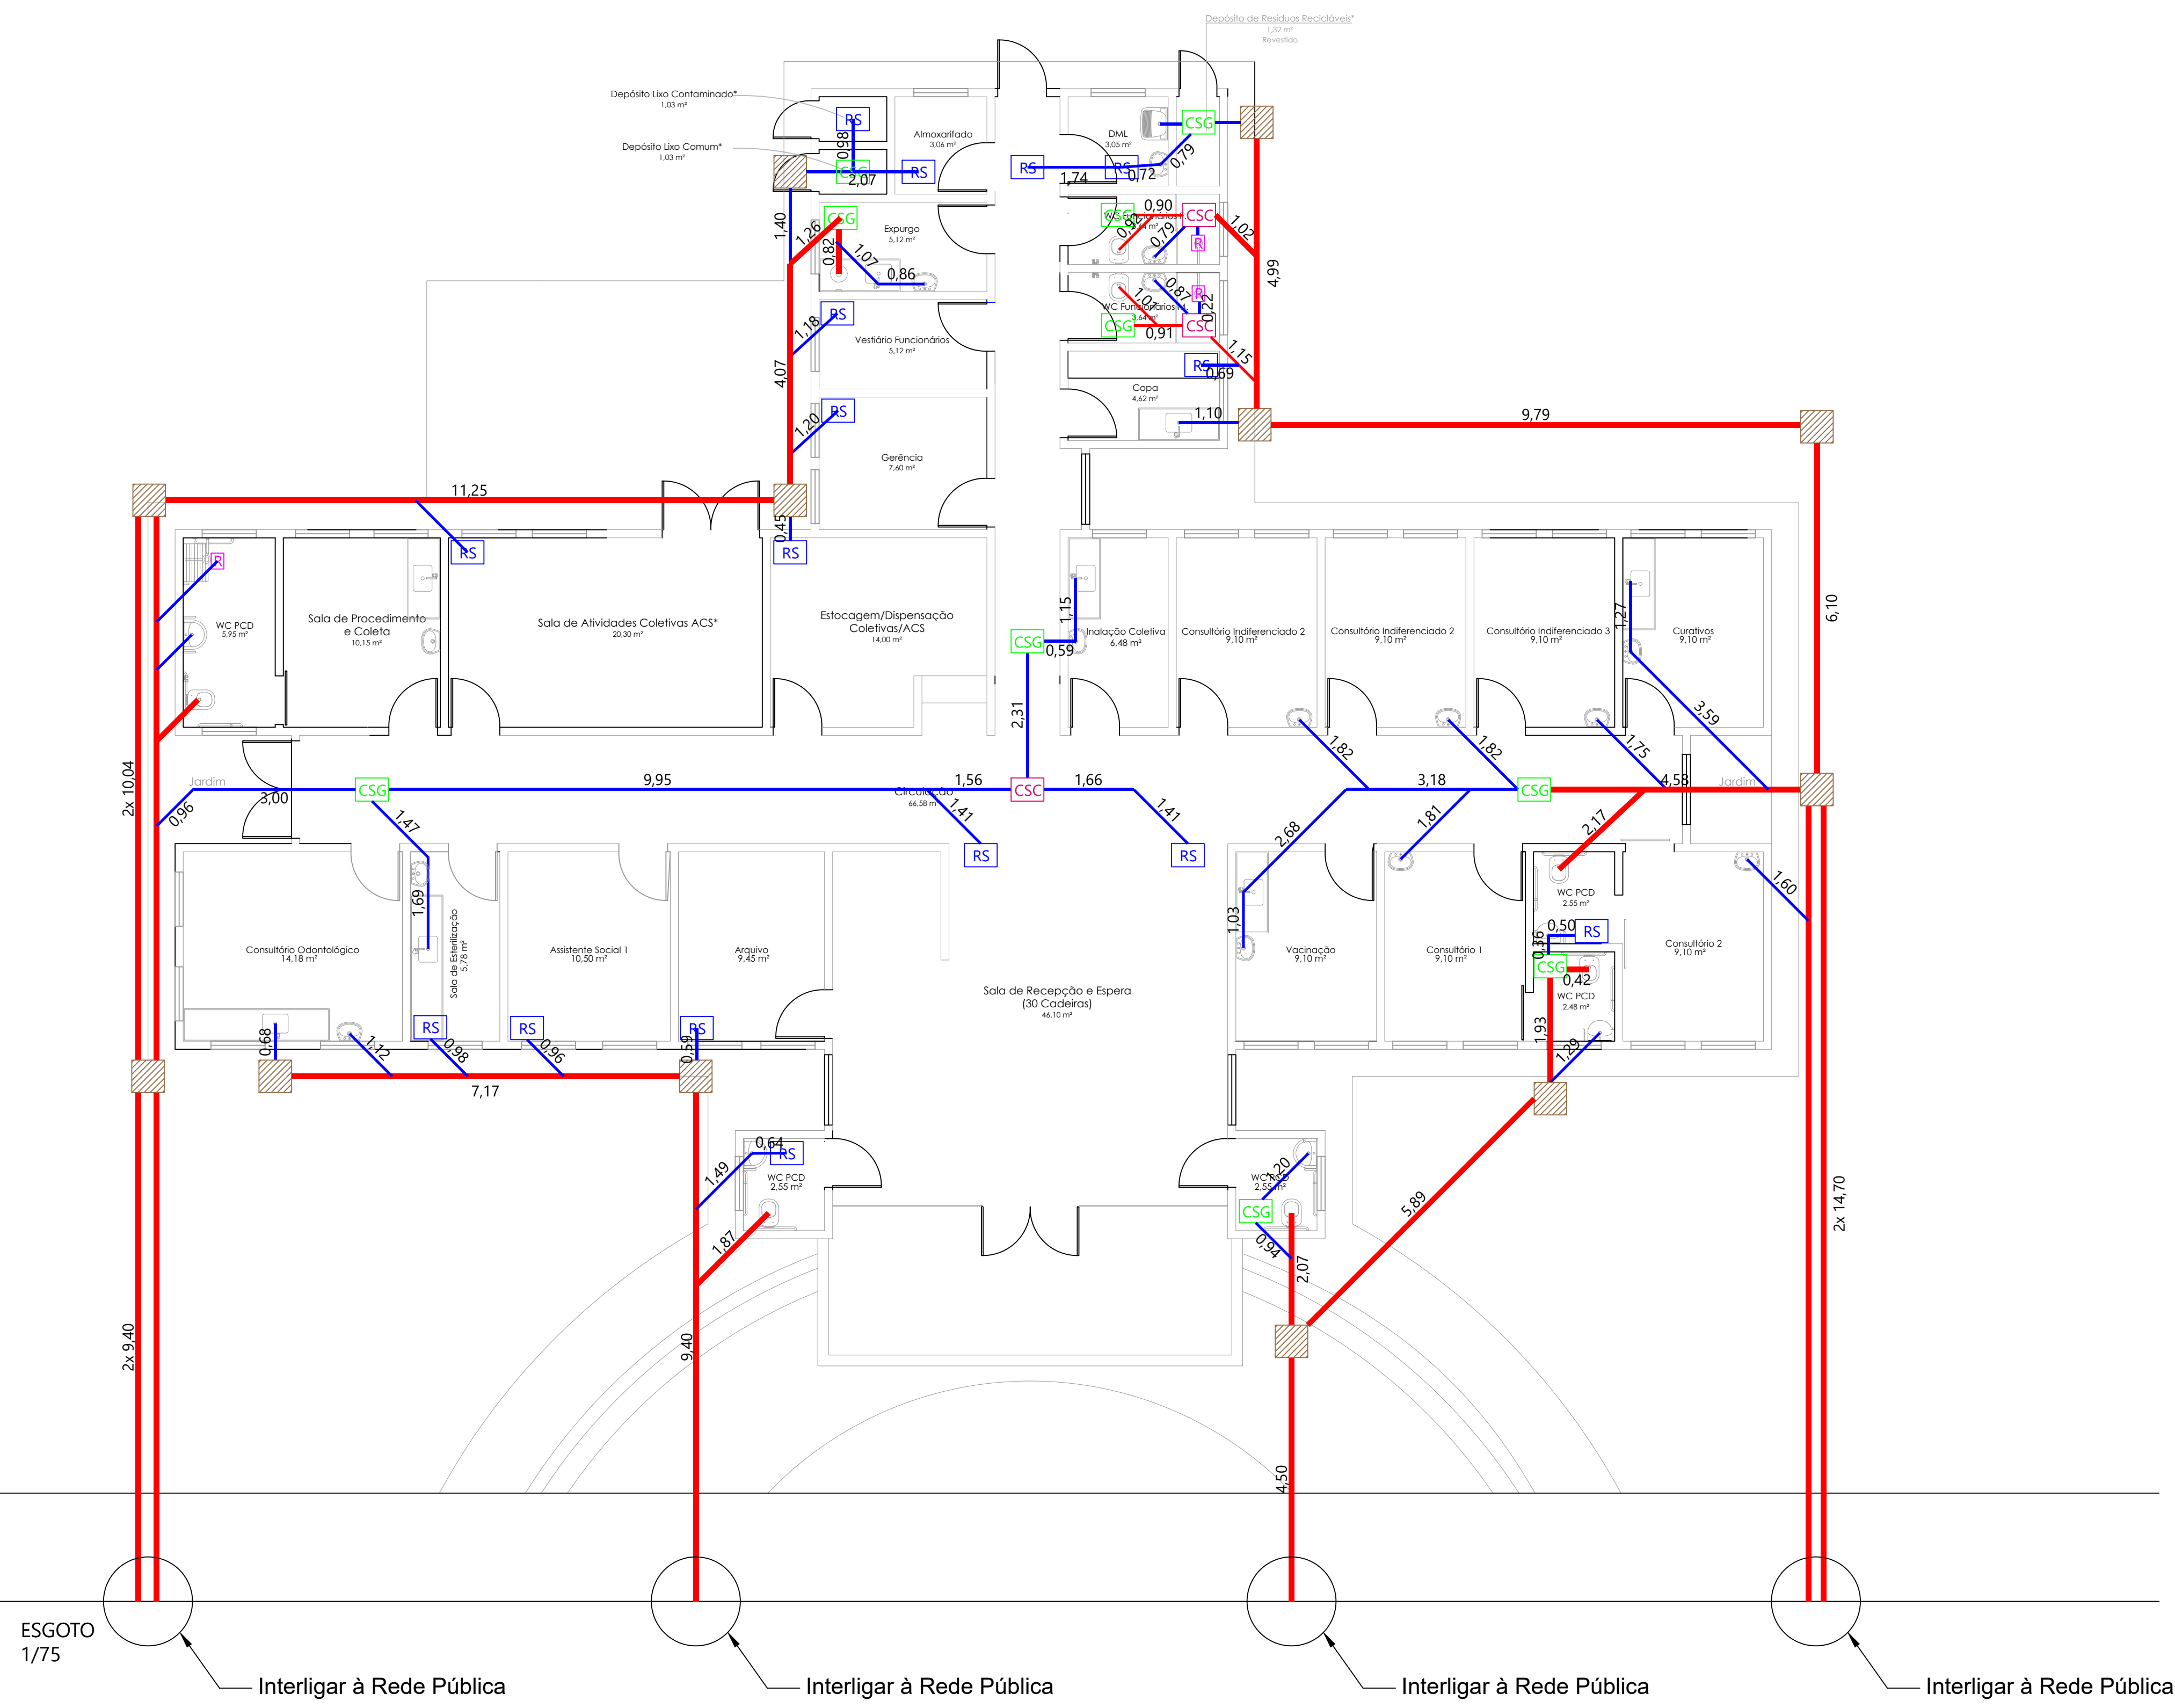 Depósito de Resíduos Recicláveis*
1,32 m²
Revestido
Depósito Lixo Contaminado*
1,03 m²
RS
0,98
Almoxarifado
3,06 m²
DML
3,05 m²
CSG
0,79
Depósito Lixo Comum*
1,03 m²
CSG
2,07
RS
RS
1,74
RS
0,72
1,40
1,26
CSG
0,82
1,07
0,86
Expurgo
5,12 m²
CSG
0,90
CSC
0,92
0,79
R
1,02
4,99
1,18
RS
Vestiário Funcionários
5,12 m²
1,01
0,87
R
0,22
WC Funcionários M.
3,64 m²
CSG
0,91
CSC
1,15
4,07
RS
0,69
Copa
4,62 m²
1,10
9,79
1,20
RS
Gerência
7,60 m²
11,25
0,45
RS
RS
R
WC PCD
5,95 m²
Sala de Procedimento
e Coleta
10,15 m²
Sala de Atividades Coletivas ACS*
20,30 m²
Estocagem/Dispensação
Coletivas/ACS
14,00 m²
CSG
1,15
0,59
Inalação Coletiva
6,48 m²
Consultório Indiferenciado 2
9,10 m²
Consultório Indiferenciado 2
9,10 m²
Consultório Indiferenciado 3
9,10 m²
1,27
Curativos
9,10 m²
6,10
2,31
1,82
1,82
1,75
3,59
2x 10,04
Jardim
0,96
3,00
CSG
9,95
1,56
Circulação
66,58 m²
CSC
1,66
3,18
CSG
4,58
Jardim
1,47
1,41
RS
1,41
RS
2,68
1,81
2,17
1,69
1,03
1,60
WC PCD
2,55 m²
0,50
RS
0,36
CSG
0,42
WC PCD
2,48 m²
1,93
1,29
Consultório Odontológico
14,18 m²
Sala de Esterilização
5,78 m²
Assistente Social 1
10,50 m²
Arquivo
9,45 m²
Sala de Recepção e Espera
(30 Cadeiras)
46,10 m²
Vacinação
9,10 m²
Consultório 1
9,10 m²
Consultório 2
9,10 m²
0,68
1,12
RS
0,98
RS
0,96
RS
0,59
7,17
0,64
RS
1,49
WC PCD
2,55 m²
1,87
1,20
WC PCD
2,55 m²
CSG
0,94
2,07
5,89
2x 14,70
2x 9,40
9,40
4,50
ESGOTO
1/75
Interligar à Rede Pública
Interligar à Rede Pública
Interligar à Rede Pública
Interligar à Rede Pública